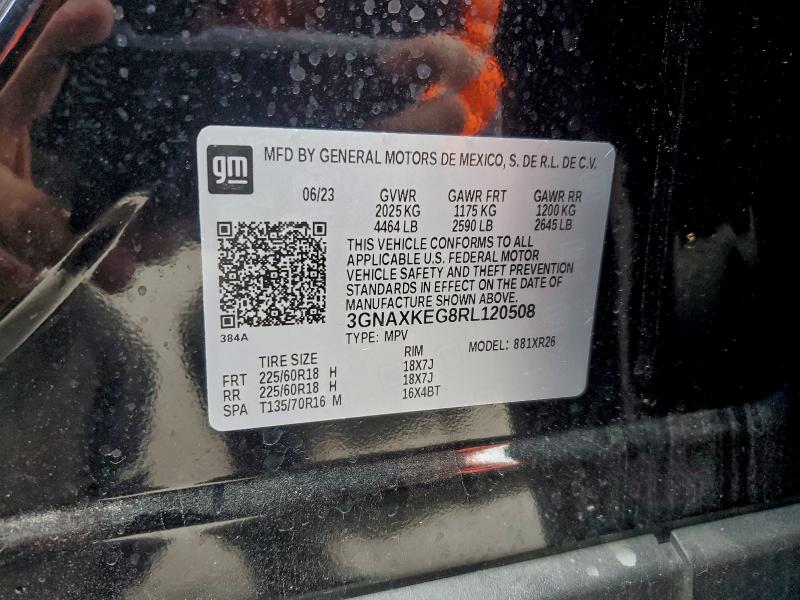 gm
MFD BY GENERAL MOTORS DE MEXICO, S. DE R.L. DE C.V.
06/23 GVWR GAWR FRT GAWR RR
2025 KG 1175 KG 1200 KG
4464 LB 2590 LB 2645 LB
THIS VEHICLE CONFORMS TO ALL
APPLICABLE U.S. FEDERAL MOTOR
VEHICLE SAFETY AND THEFT PREVENTION
STANDARDS IN EFFECT ON THE DATE OF
MANUFACTURE SHOWN ABOVE.
3GNAXKEG8RL120508
384A
TYPE: MPV MODEL: 881XR26
TIRE SIZE RIM
FRT 225/60R18 H 18X7J
RR 225/60R18 H 18X7J
SPA T135/70R16 M 16X4BT